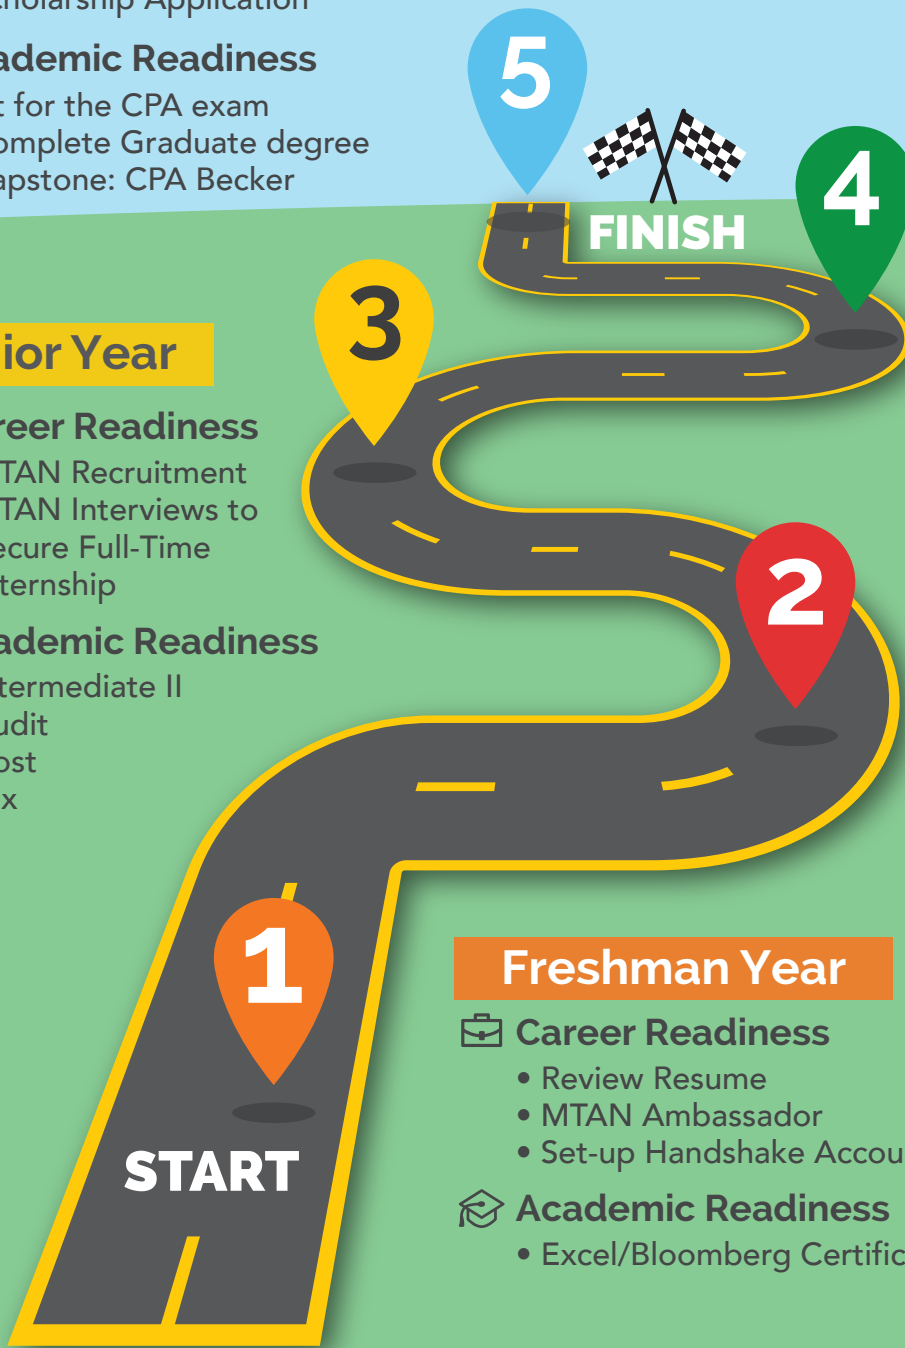 cholarship Application
ademic Readiness
t for the CPA exam
omplete Graduate degree
apstone: CPA Becker
5
FINISH
4
3
ior Year
reer Readiness
TAN Recruitment
TAN Interviews to
ecure Full-Time
ternship
ademic Readiness
termediate II
udit
ost
x
2
1
START
Freshman Year
Career Readiness
• Review Resume
• MTAN Ambassador
• Set-up Handshake Accou
Academic Readiness
• Excel/Bloomberg Certific